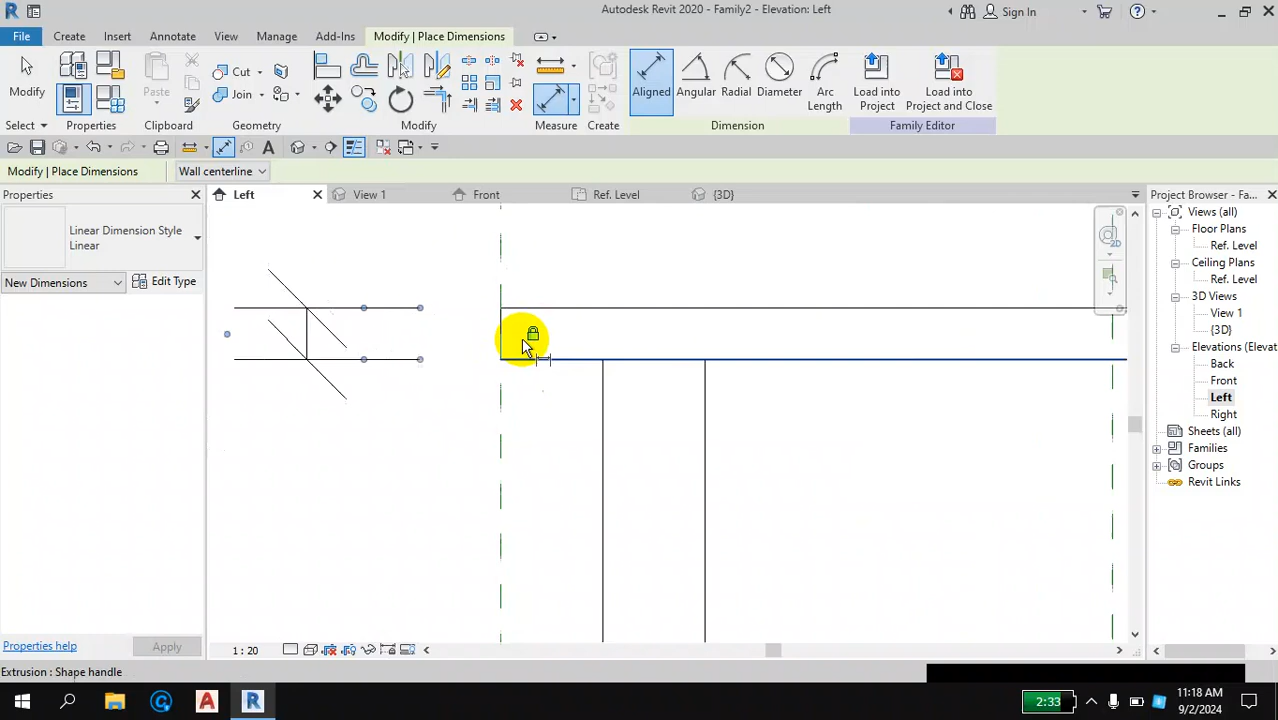 Autodesk Revit 2020 - Family2 - Elevation: Left
Sign In
File Create Insert Annotate View Manage Add-Ins Modify | Place Dimensions
Modify Paste Cut Join Aligned Angular Radial Diameter Arc Length Load into Project Load into Project and Close
Select Properties Clipboard Geometry Modify Measure Create Dimension Family Editor
Modify | Place Dimensions Wall centerline
Properties
Left View 1 Front Ref. Level {3D}
Project Browser - Fa...
Linear Dimension Style
Linear
New Dimensions Edit Type
2D
Views (all)
Floor Plans
Ref. Level
Ceiling Plans
Ref. Level
3D Views
View 1
{3D}
Elevations (Elevat
Back
Front
Left
Right
Sheets (all)
Families
Groups
Revit Links
Properties help Apply
1 : 20
Extrusion : Shape handle
2:33
11:18 AM
9/2/2024